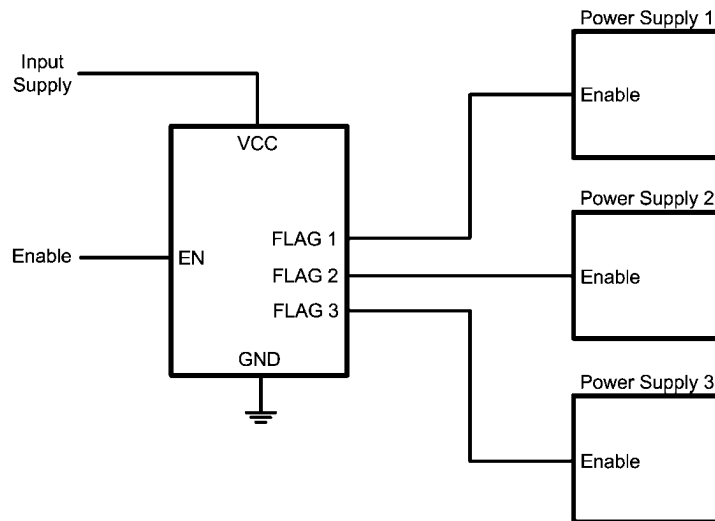 Power Supply 1
Input
Supply
Enable
VCC
Power Supply 2
FLAG 1
Enable
EN
FLAG 2
Enable
FLAG 3
GND
Power Supply 3
Enable